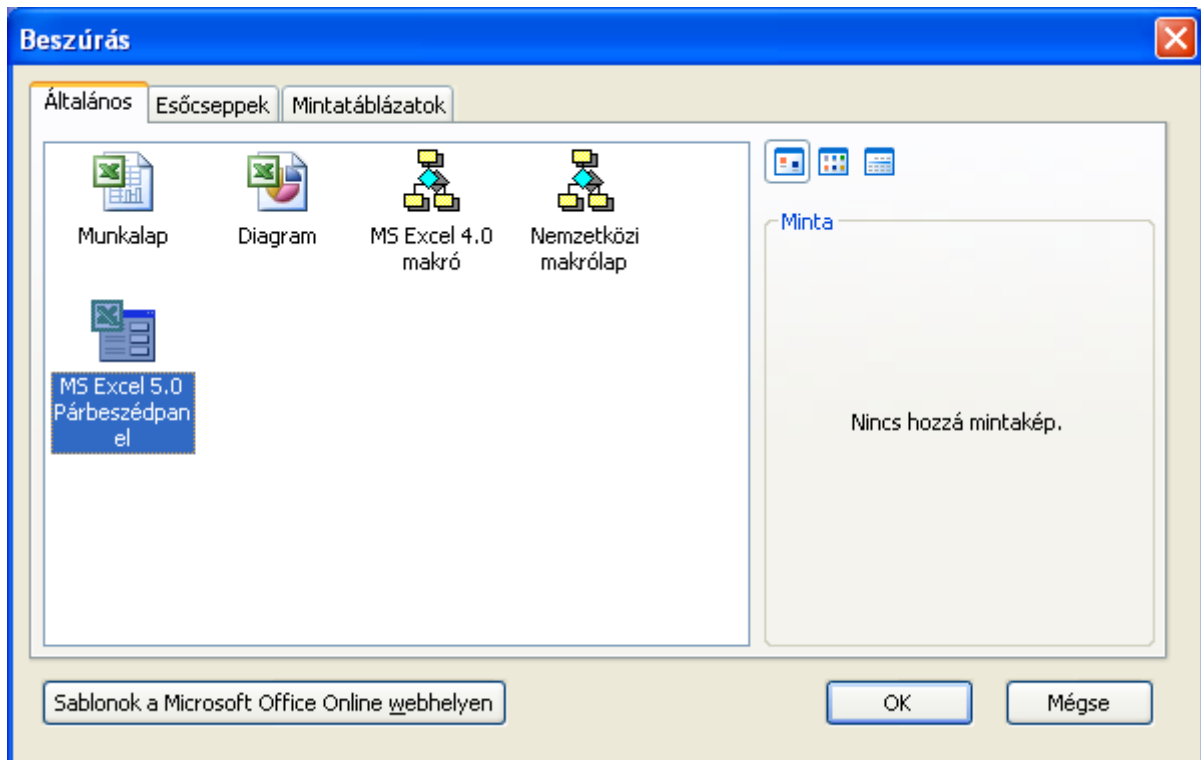 Beszúrás
Általános
Esőcseppek
Mintatáblázatok
Munkalap
Diagram
MS Excel 4.0
makró
Nemzetközi
makrólap
MS Excel 5.0
Párbeszédpan
el
Minta
Nincs hozzá mintakép.
Sablonok a Microsoft Office Online webhelyen
OK
Mégse